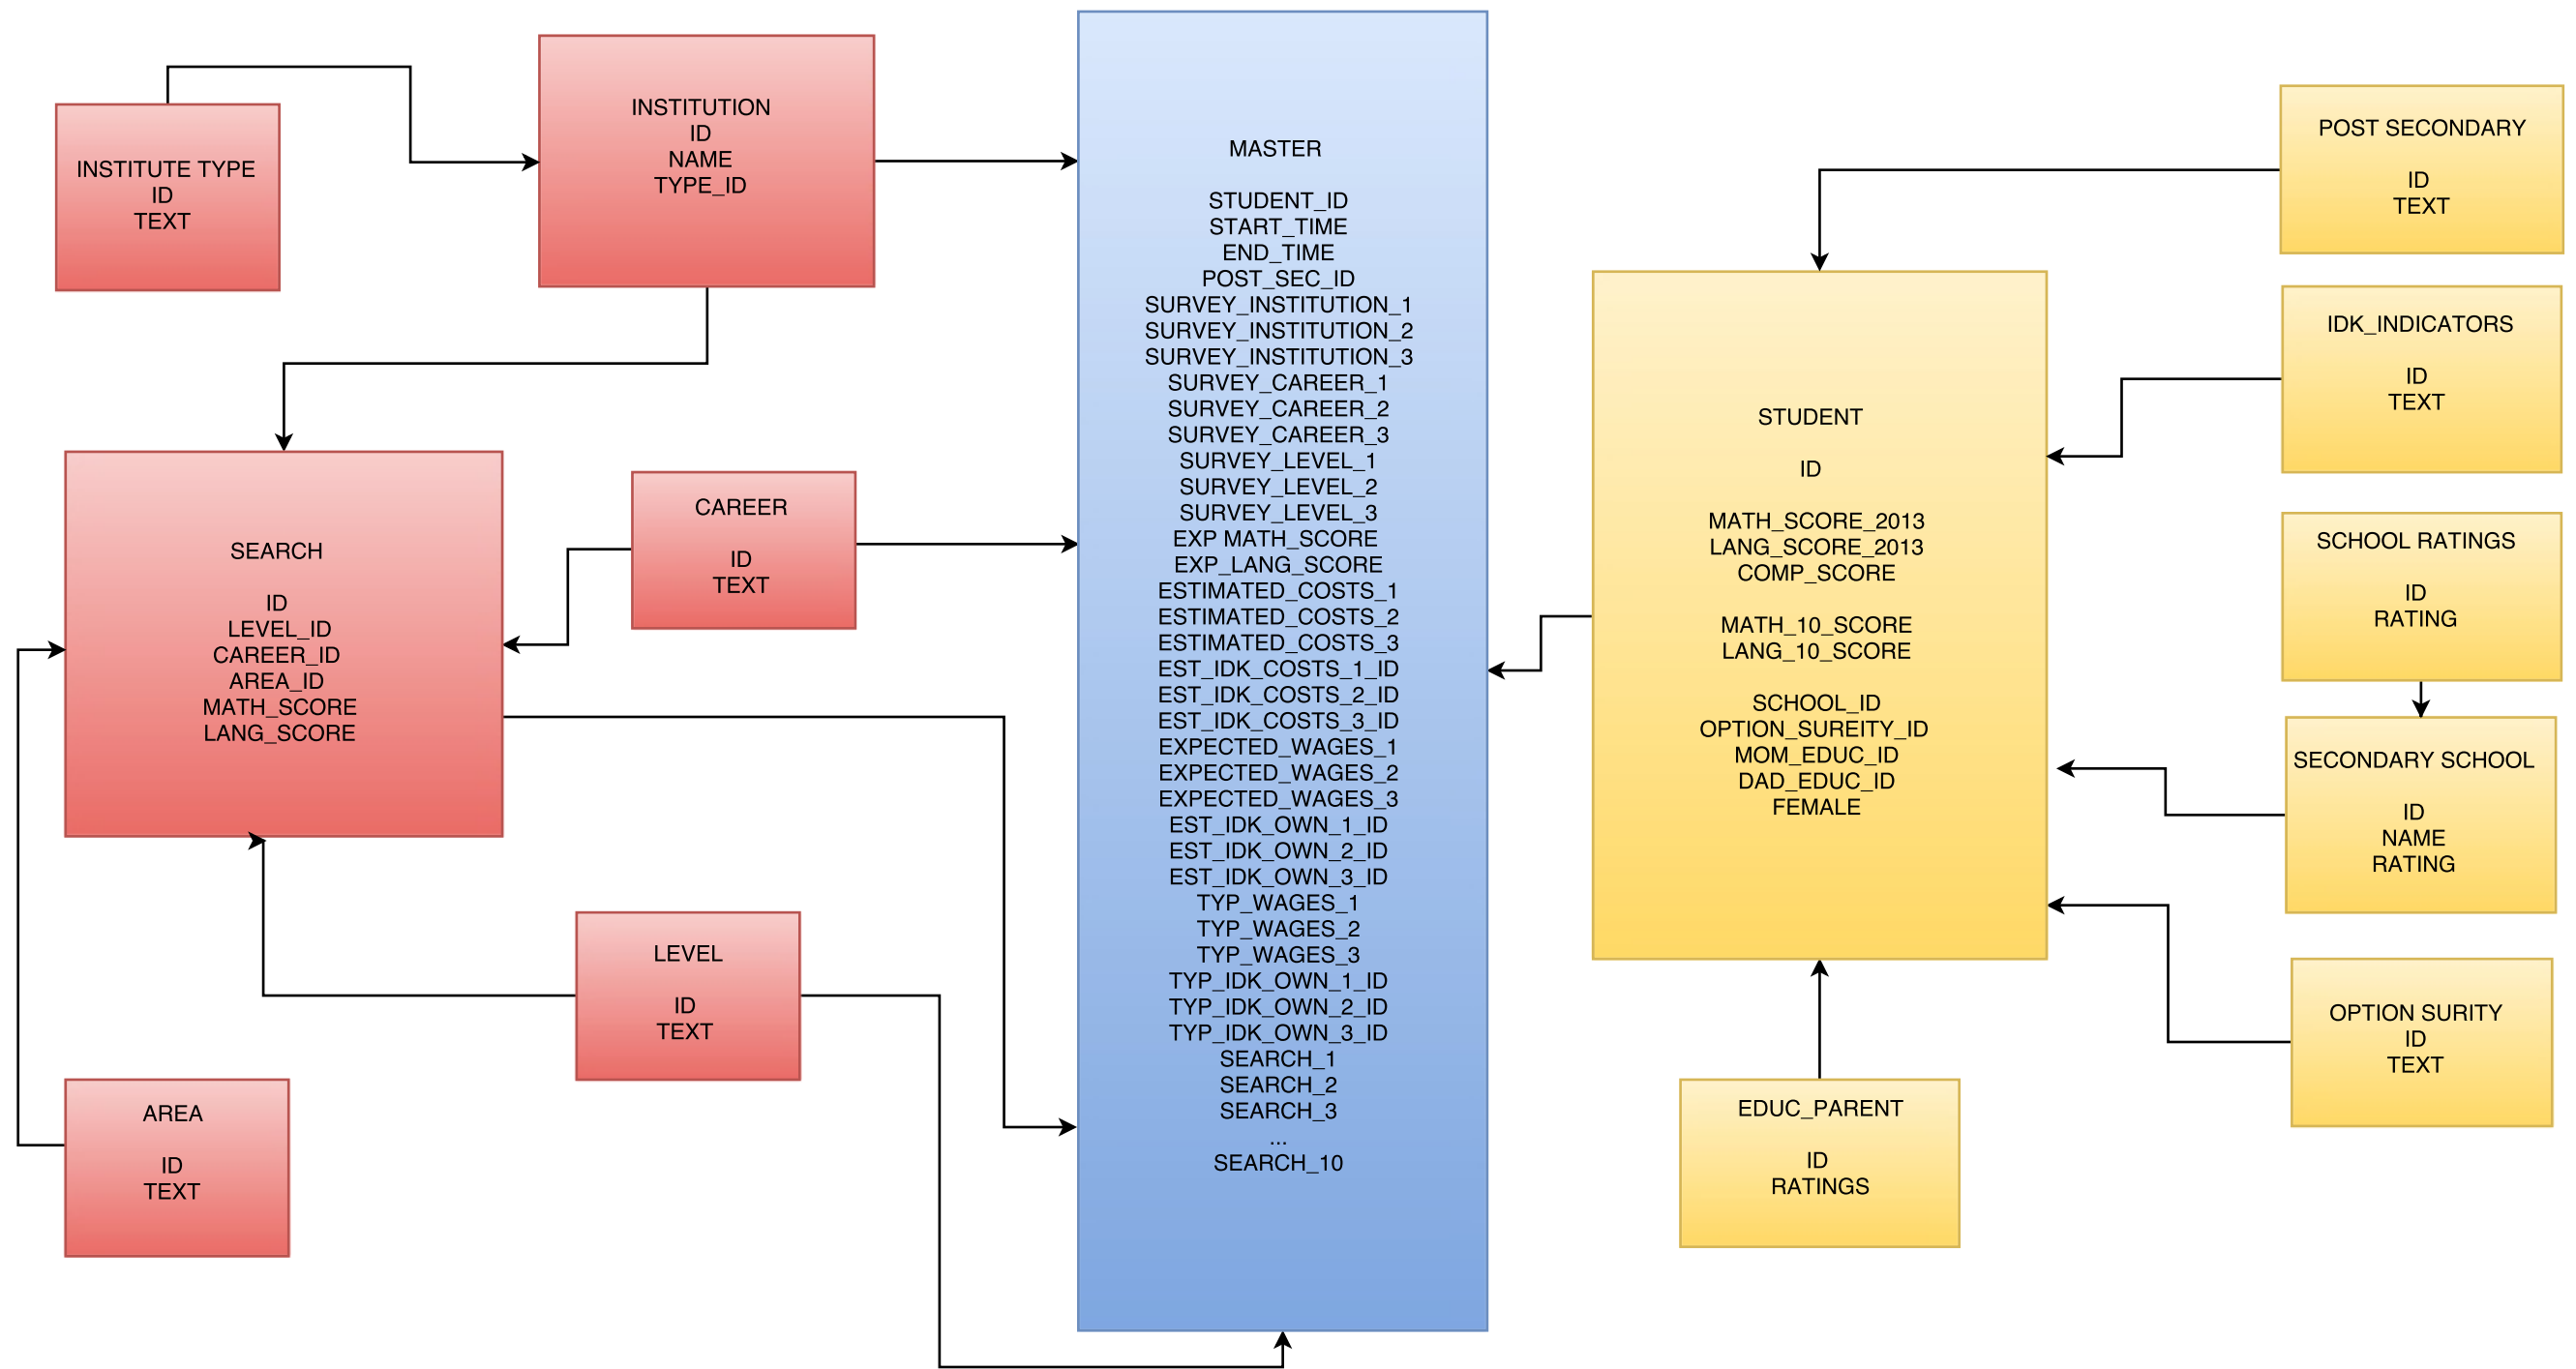 INSTITUTE TYPE
ID
TEXT
INSTITUTION
ID
NAME
TYPE_ID
SEARCH
ID
LEVEL_ID
CAREER_ID
AREA_ID
MATH_SCORE
LANG_SCORE
CAREER
ID
TEXT
LEVEL
ID
TEXT
AREA
ID
TEXT
MASTER
STUDENT_ID
START_TIME
END_TIME
POST_SEC_ID
SURVEY_INSTITUTION_1
SURVEY_INSTITUTION_2
SURVEY_INSTITUTION_3
SURVEY_CAREER_1
SURVEY_CAREER_2
SURVEY_CAREER_3
SURVEY_LEVEL_1
SURVEY_LEVEL_2
SURVEY_LEVEL_3
EXP MATH_SCORE
EXP_LANG_SCORE
ESTIMATED_COSTS_1
ESTIMATED_COSTS_2
ESTIMATED_COSTS_3
EST_IDK_COSTS_1_ID
EST_IDK_COSTS_2_ID
EST_IDK_COSTS_3_ID
EXPECTED_WAGES_1
EXPECTED_WAGES_2
EXPECTED_WAGES_3
EST_IDK_OWN_1_ID
EST_IDK_OWN_2_ID
EST_IDK_OWN_3_ID
TYP_WAGES_1
TYP_WAGES_2
TYP_WAGES_3
TYP_IDK_OWN_1_ID
TYP_IDK_OWN_2_ID
TYP_IDK_OWN_3_ID
SEARCH_1
SEARCH_2
SEARCH_3
...
SEARCH_10
STUDENT
ID
MATH_SCORE_2013
LANG_SCORE_2013
COMP_SCORE
MATH_10_SCORE
LANG_10_SCORE
SCHOOL_ID
OPTION_SUREITY_ID
MOM_EDUC_ID
DAD_EDUC_ID
FEMALE
EDUC_PARENT
ID
RATINGS
POST SECONDARY
ID
TEXT
IDK_INDICATORS
ID
TEXT
SCHOOL RATINGS
ID
RATING
SECONDARY SCHOOL
ID
NAME
RATING
OPTION SURITY
ID
TEXT